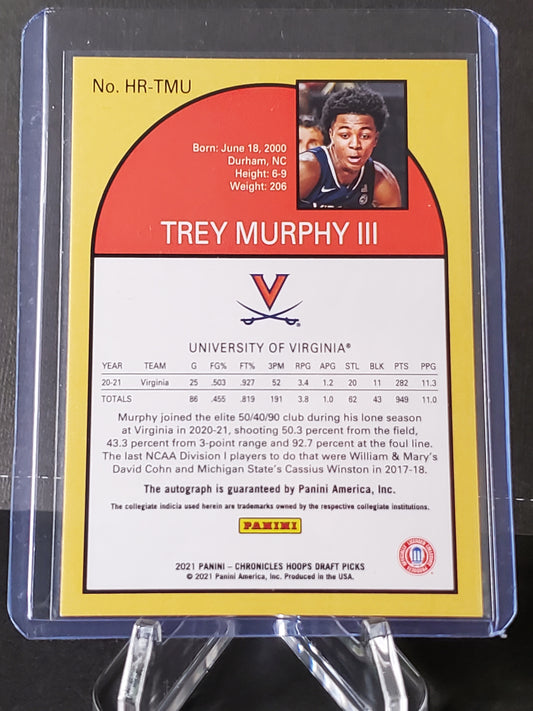 No. HR-TMU
Born: June 18, 2000
Durham, NC
Height: 6-9
Weight: 206
TREY MURPHY III
UNIVERSITY OF VIRGINIA®
YEAR TEAM G FG% FT% 3PM RPG APG STL BLK PTS PPG
20-21 Virginia 25 .503 .927 52 3.4 1.2 20 11 282 11.3
TOTALS 86 .455 .819 191 3.8 1.0 62 43 949 11.0
Murphy joined the elite 50/40/90 club during his lone season
at Virginia in 2020-21, shooting 50.3 percent from the field,
43.3 percent from 3-point range and 92.7 percent at the foul line.
The last NCAA Division I players to do that were William & Mary's
David Cohn and Michigan State's Cassius Winston in 2017-18.
The autograph is guaranteed by Panini America, Inc.
The collegiate indicia used herein are trademarks owned by the respective collegiate institutions.
PANINI
2021 PANINI – CHRONICLES HOOPS DRAFT PICKS
© 2021 Panini America, Inc. Produced in the USA.
OFFICIALLY LICENSED COLLEGIATE PRODUCTS